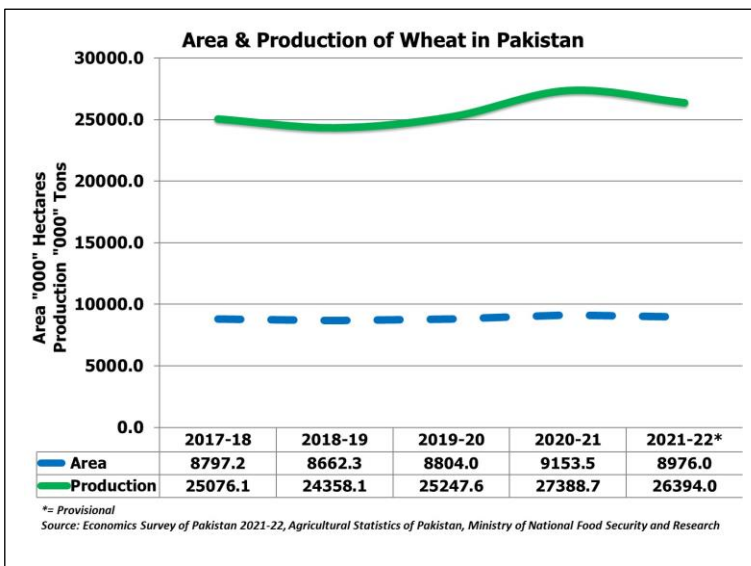 Area & Production of Wheat in Pakistan
Area "000" Hectares
Production "000" Tons
30000.0
25000.0
20000.0
15000.0
10000.0
5000.0
0.0
2017-18 2018-19 2019-20 2020-21 2021-22*
Area 8797.2 8662.3 8804.0 9153.5 8976.0
Production 25076.1 24358.1 25247.6 27388.7 26394.0
*= Provisional
Source: Economics Survey of Pakistan 2021-22, Agricultural Statistics of Pakistan, Ministry of National Food Security and Research